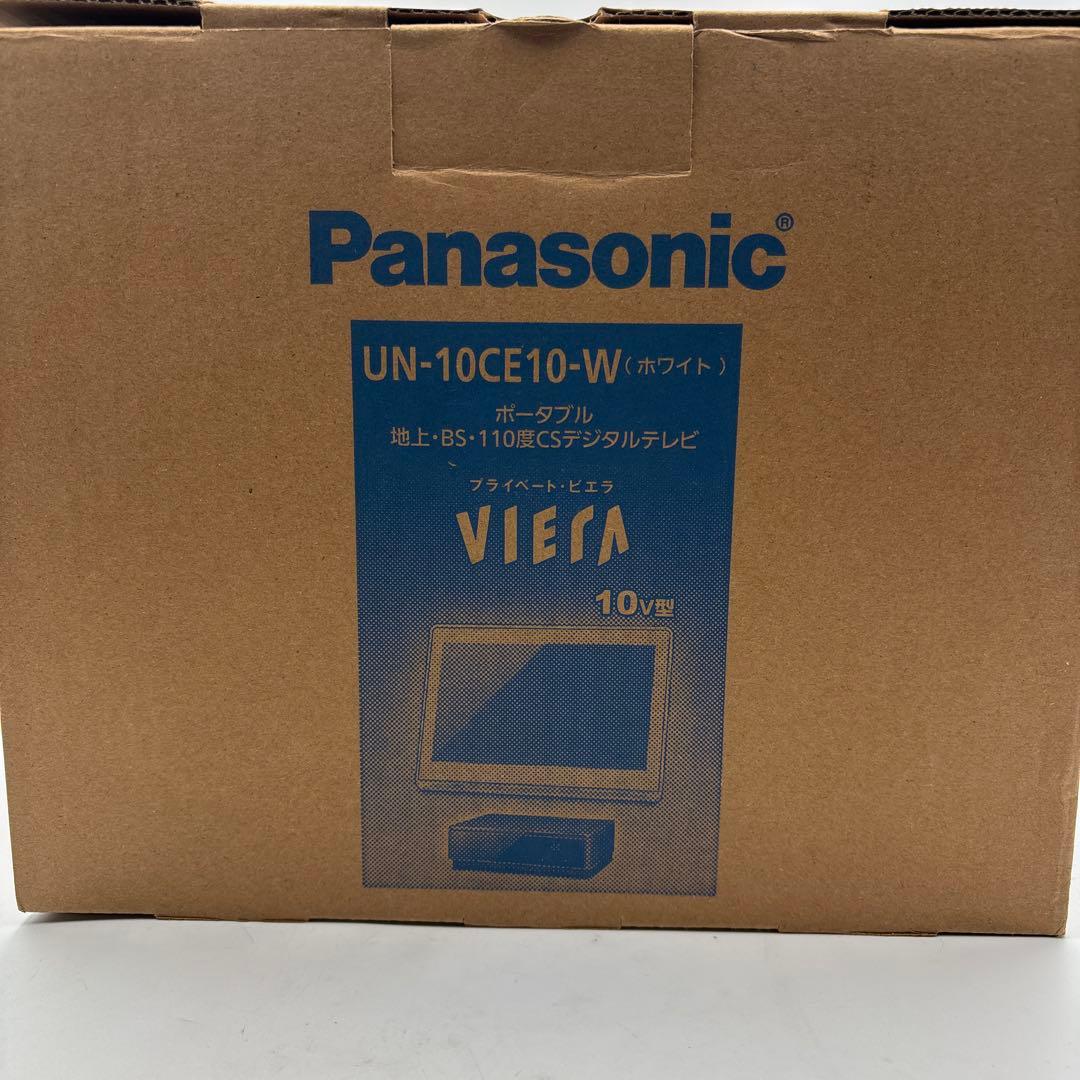 Panasonic®
UN-10CE10-W（ホワイト）
ポータブル
地上・BS・110度CSデジタルテレビ
プライベート・ビエラ
VIErA
10V型